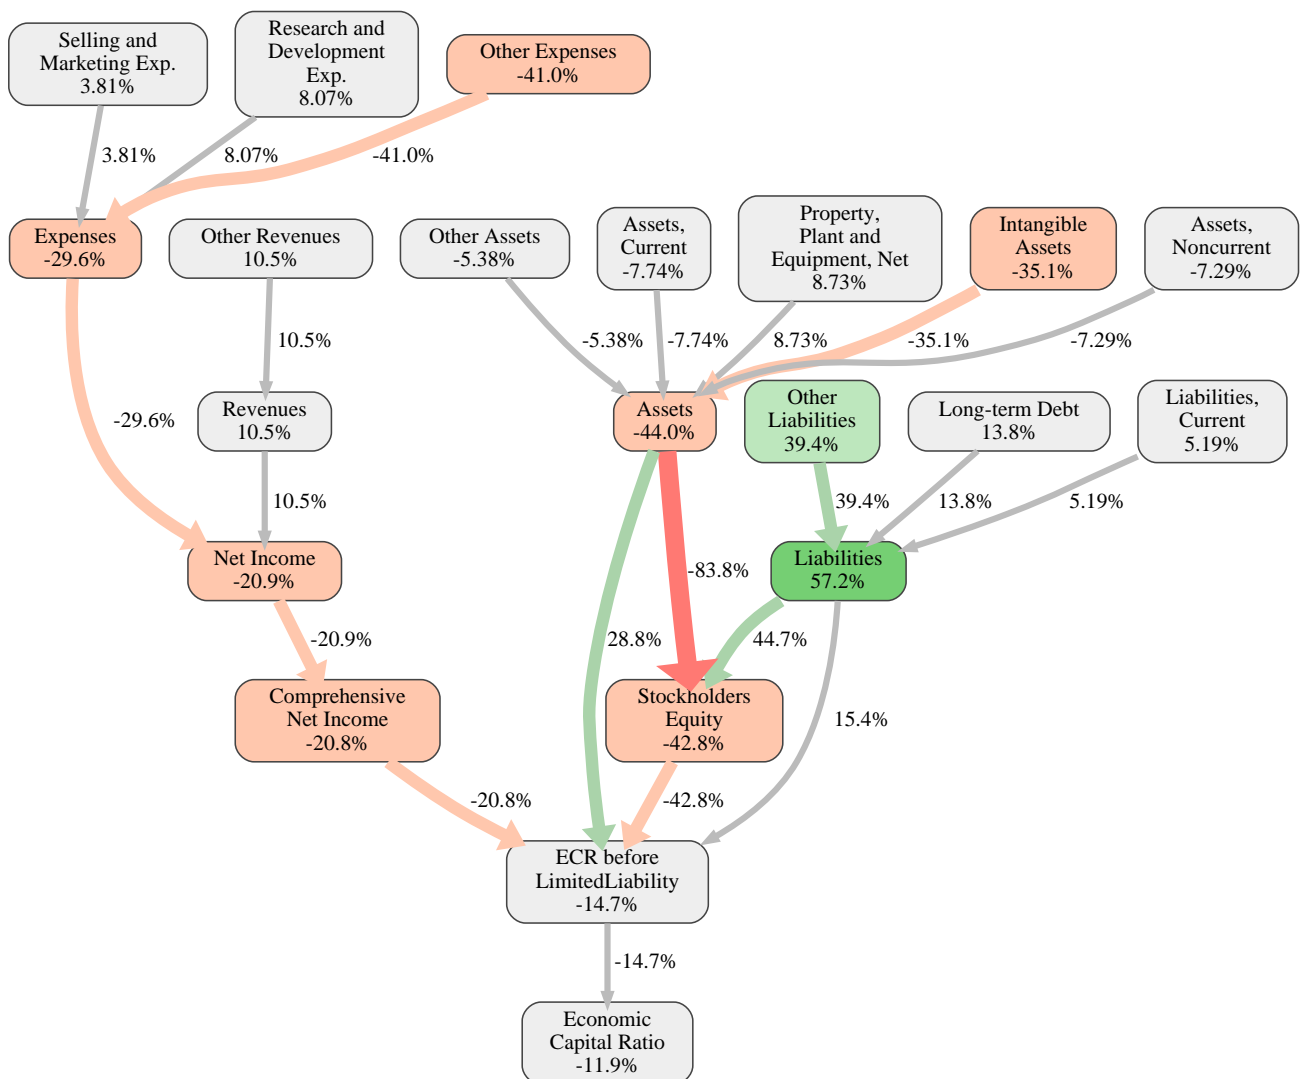 Selling and
Marketing Exp.
3.81%
Research and
Development
Exp.
8.07%
Other Expenses
-41.0%
3.81%
8.07%
-41.0%
Expenses
-29.6%
Other Revenues
10.5%
Other Assets
-5.38%
Assets,
Current
-7.74%
Property,
Plant and
Equipment, Net
8.73%
Intangible
Assets
-35.1%
Assets,
Noncurrent
-7.29%
10.5%
-5.38%
-7.74%
8.73%
-35.1%
-7.29%
-29.6%
Revenues
10.5%
Assets
-44.0%
Other
Liabilities
39.4%
Long-term Debt
13.8%
Liabilities,
Current
5.19%
10.5%
39.4%
13.8%
5.19%
Net Income
-20.9%
-83.8%
Liabilities
57.2%
-20.9%
28.8%
44.7%
Comprehensive
Net Income
-20.8%
Stockholders
Equity
-42.8%
15.4%
-20.8%
-42.8%
ECR before
LimitedLiability
-14.7%
-14.7%
Economic
Capital Ratio
-11.9%